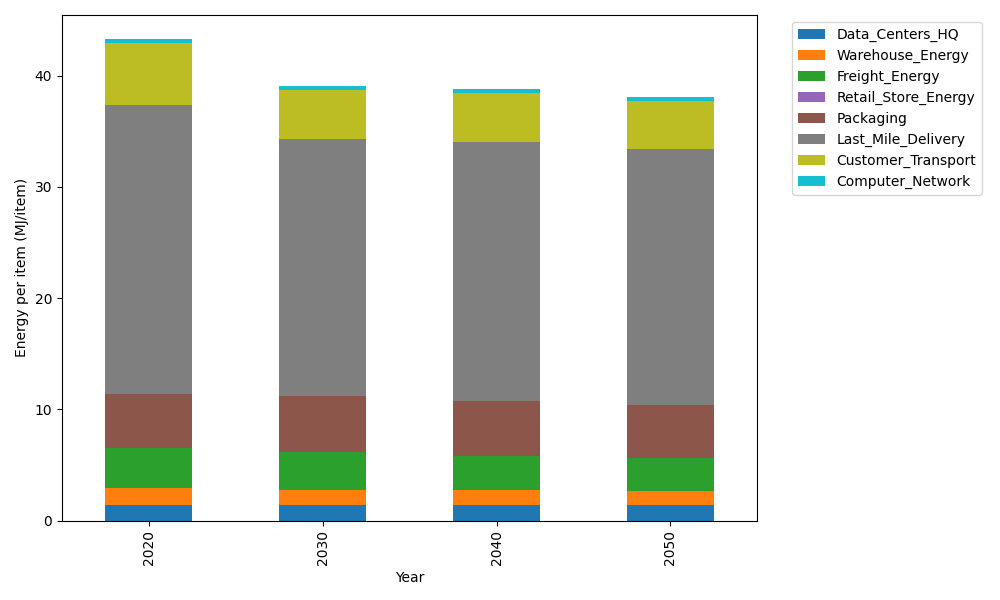 Data_Centers_HQ
Warehouse_Energy
Freight_Energy
Retail_Store_Energy
Packaging
Last_Mile_Delivery
Customer_Transport
Computer_Network
Energy per item (MJ/item)
40
30
20
10
0
2020
2030
2040
2050
Year